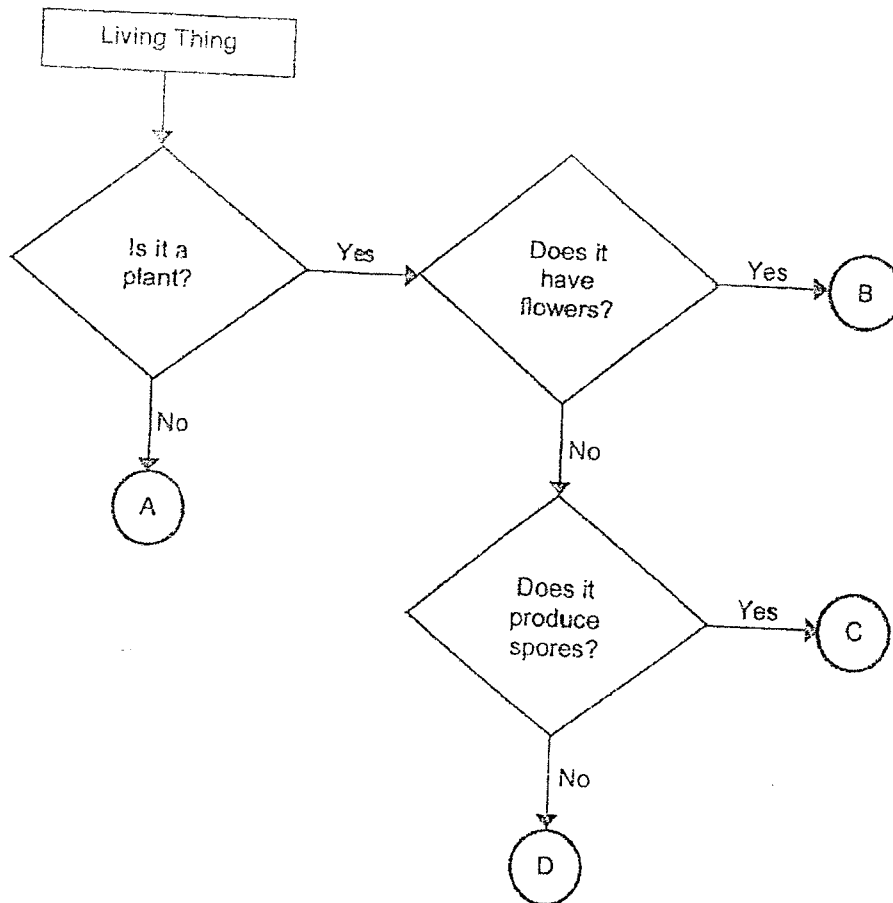 Living Thing
Is it a
plant?
Yes
Does it
have
flowers?
Yes
B
No
A
No
Does it
produce
spores?
Yes
C
No
D